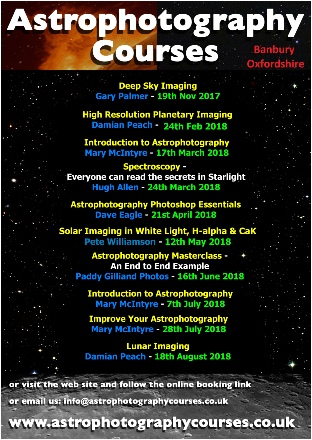 Astrophotography
Courses
Banbury
Oxfordshire
Deep Sky Imaging
Gary Palmer - 19th Nov 2017
High Resolution Planetary Imaging
Damian Peach - 24th Feb 2018
Introduction to Astrophotography
Mary McIntyre - 17th March 2018
Spectroscopy -
Everyone can read the secrets in Starlight
Hugh Allen - 24th March 2018
Astrophotography Photoshop Essentials
Dave Eagle - 21st April 2018
Solar Imaging in White Light, H-alpha & CaK
Pete Williamson - 12th May 2018
Astrophotography Masterclass -
An End to End Example
Paddy Gilliand Photos - 16th June 2018
Introduction to Astrophotography
Mary McIntyre - 7th July 2018
Improve Your Astrophotography
Mary McIntyre - 28th July 2018
Lunar Imaging
Damian Peach - 18th August 2018
or visit the web site and follow the online booking link
or email us: info@astrophotographycourses.co.uk
www.astrophotographycourses.co.uk